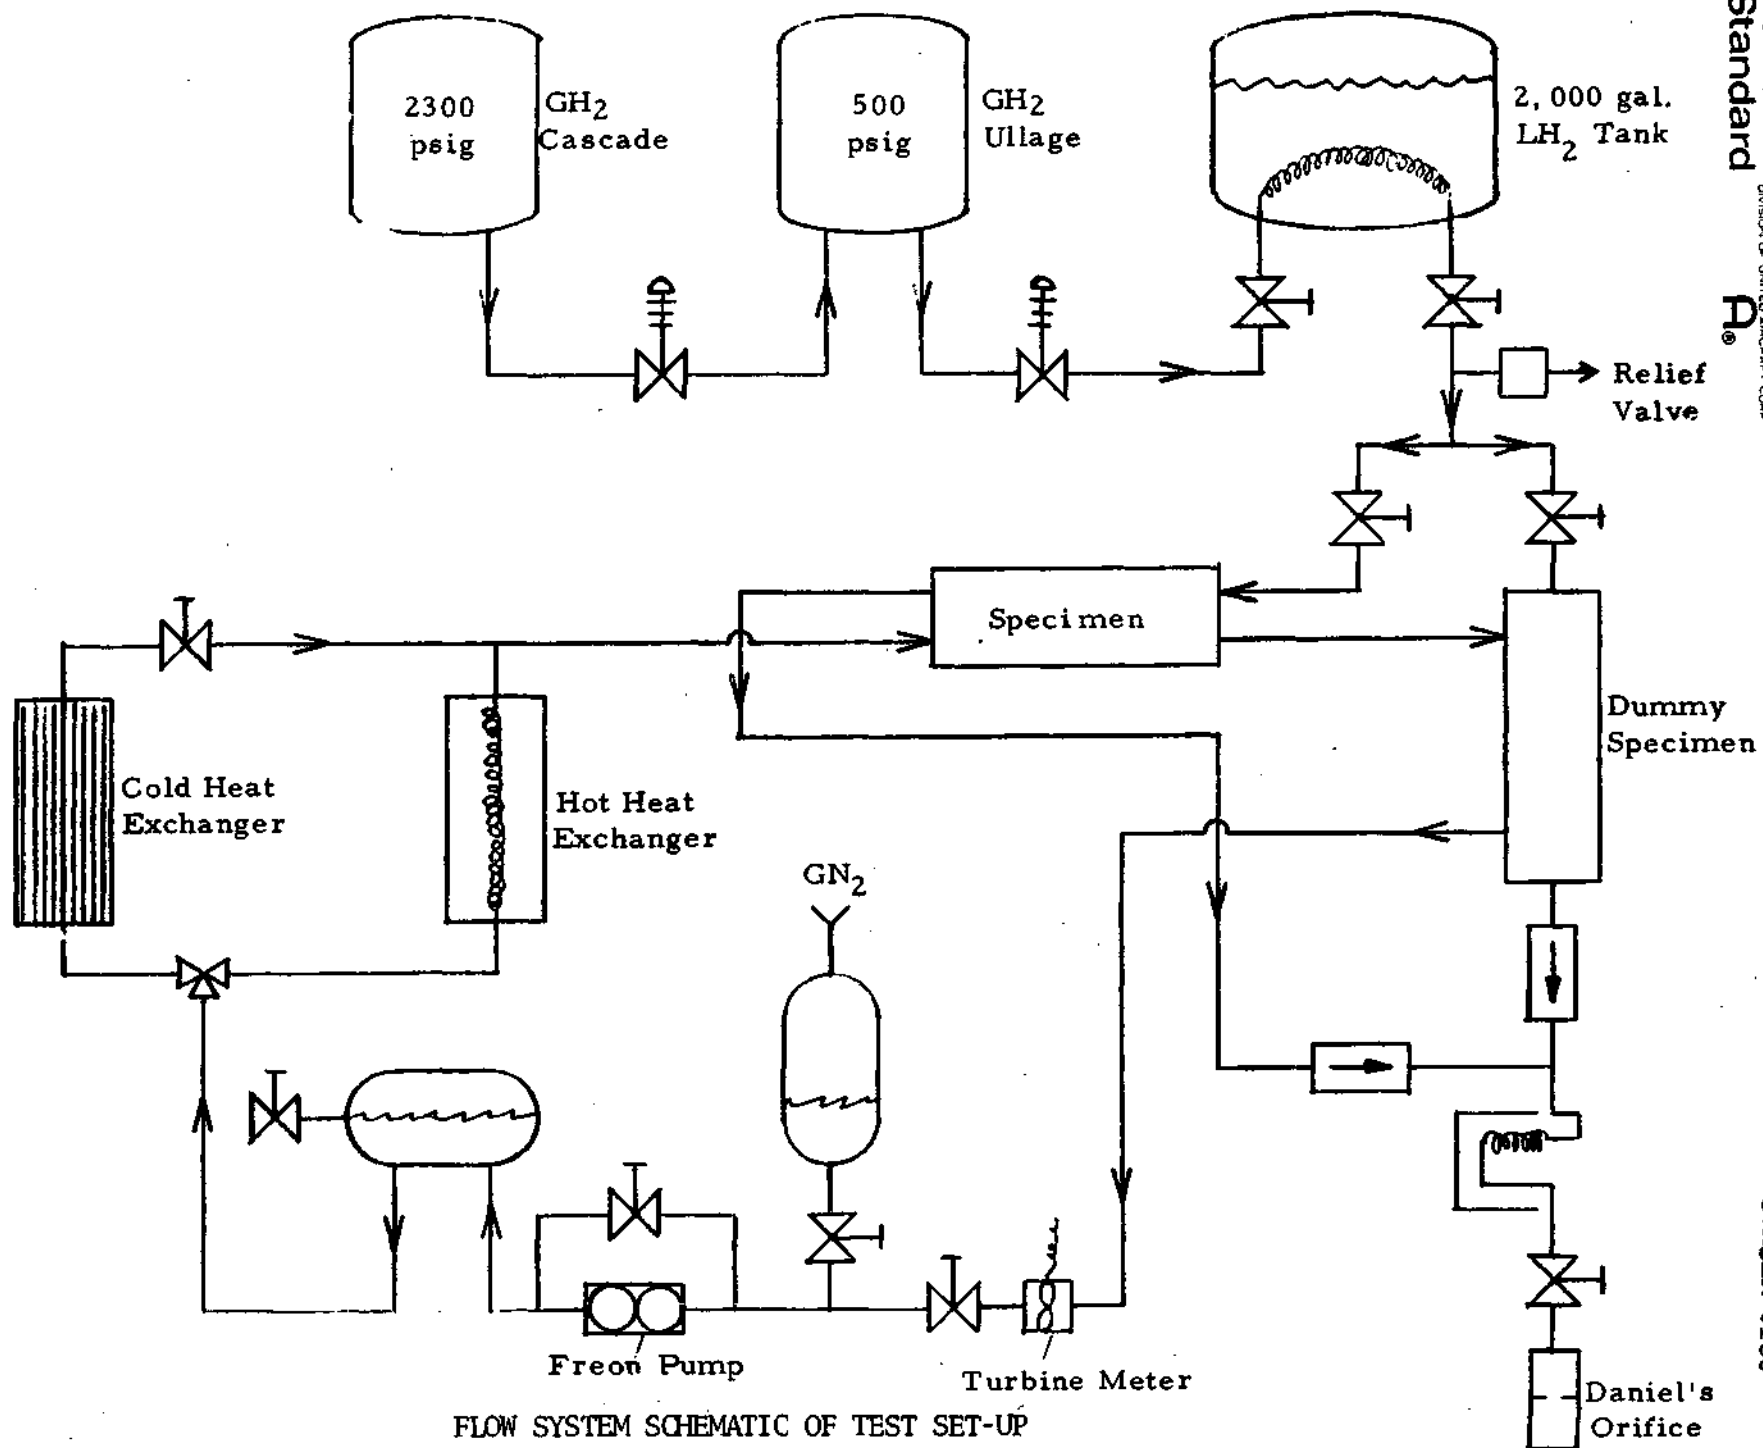 2300
psig
GH2
Cascade
500
psig
GH2
Ullage
2,000 gal.
LH2 Tank
Standard
Relief
Valve
Specimen
Dummy
Specimen
Cold Heat
Exchanger
Hot Heat
Exchanger
GN2
Freon Pump
Turbine Meter
Daniel's
Orifice
FLOW SYSTEM SCHEMATIC OF TEST SET-UP